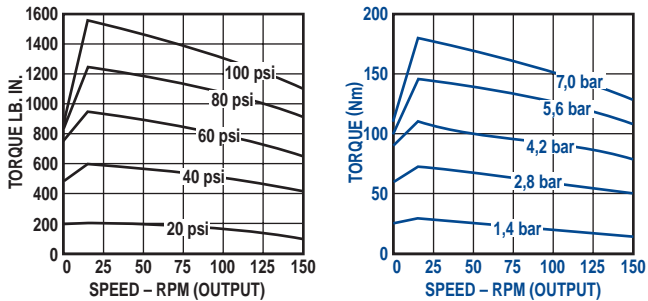 TORQUE LB. IN.
1600
1400
1200
1000
800
600
400
200
0
100 psi
80 psi
60 psi
40 psi
20 psi
0 25 50 75 100 125 150
SPEED – RPM (OUTPUT)
TORQUE (Nm)
200
150
100
50
0
7,0 bar
5,6 bar
4,2 bar
2,8 bar
1,4 bar
0 25 50 75 100 125 150
SPEED – RPM (OUTPUT)